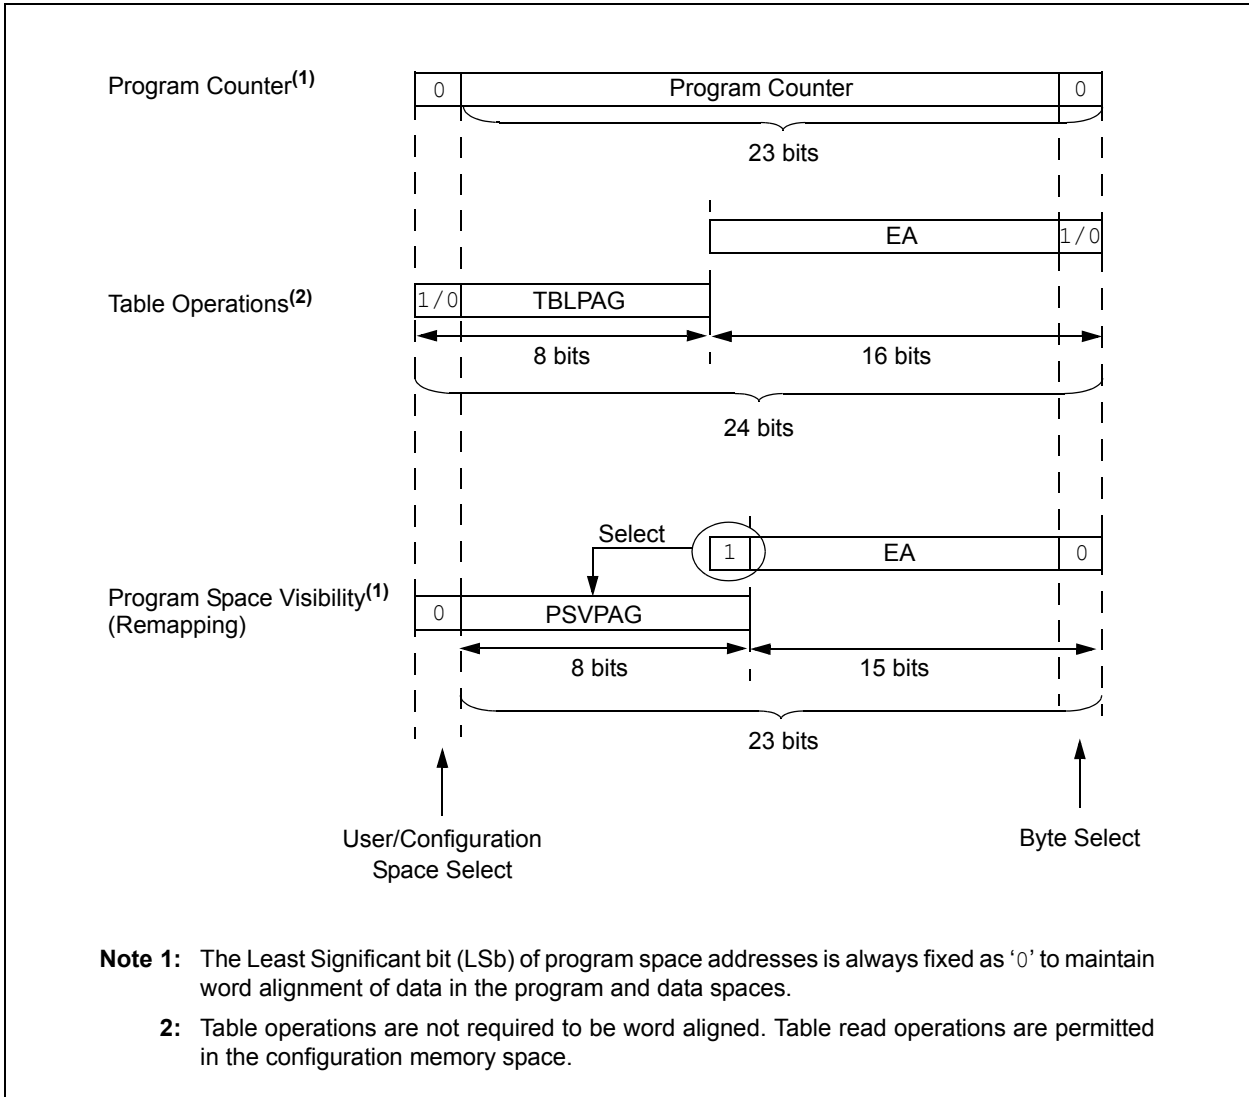 Program Counter(1)
0
Program Counter
0
23 bits
EA
1/0
Table Operations(2)
1/0
TBLPAG
8 bits
16 bits
24 bits
Select
1
EA
0
Program Space Visibility(1)
(Remapping)
0
PSVPAG
8 bits
15 bits
23 bits
User/Configuration
Space Select
Byte Select
Note 1: The Least Significant bit (LSb) of program space addresses is always fixed as ‘0’ to maintain
word alignment of data in the program and data spaces.
2: Table operations are not required to be word aligned. Table read operations are permitted
in the configuration memory space.